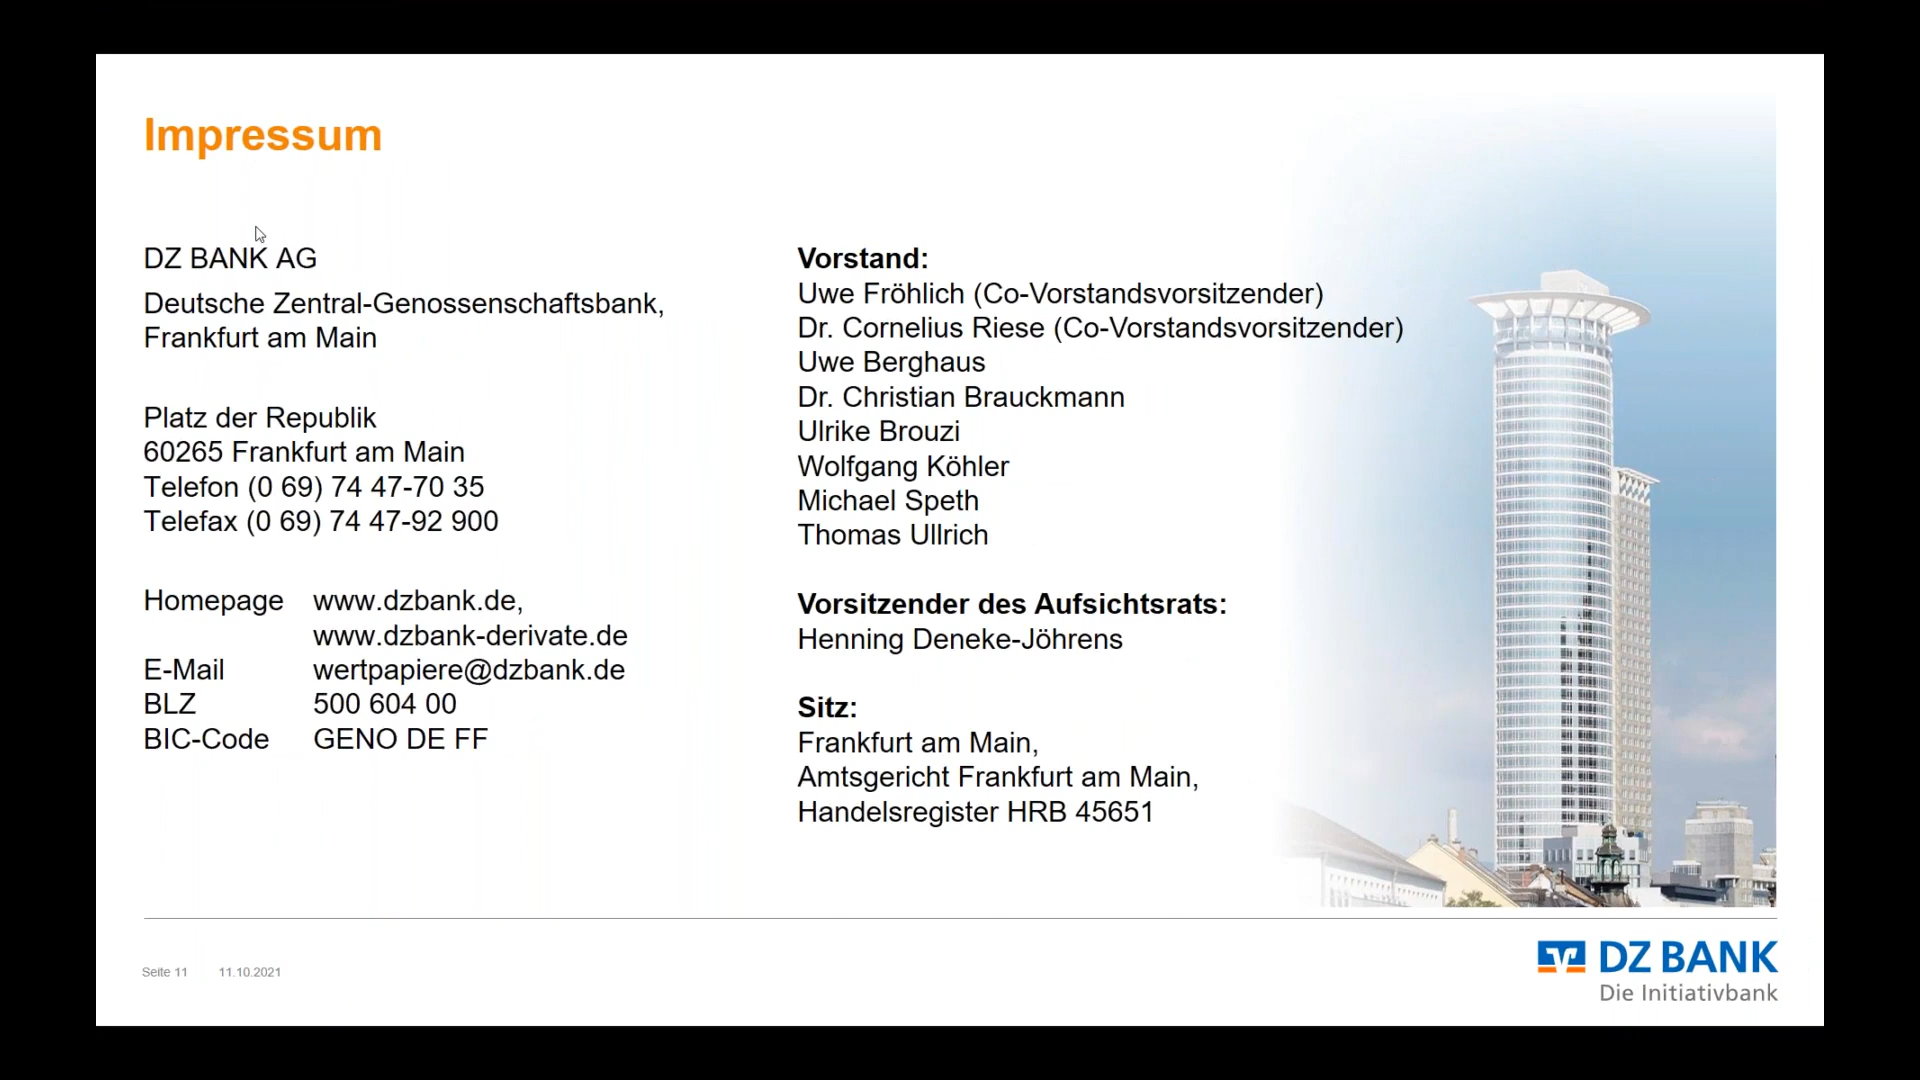 Impressum
DZ BANK AG
Deutsche Zentral-Genossenschaftsbank,
Frankfurt am Main
Platz der Republik
60265 Frankfurt am Main
Telefon (0 69) 74 47-70 35
Telefax (0 69) 74 47-92 900
Homepage www.dzbank.de,
www.dzbank-derivate.de
E-Mail wertpapiere@dzbank.de
BLZ 500 604 00
BIC-Code GENO DE FF
Vorstand:
Uwe Fröhlich (Co-Vorstandsvorsitzender)
Dr. Cornelius Riese (Co-Vorstandsvorsitzender)
Uwe Berghaus
Dr. Christian Brauckmann
Ulrike Brouzi
Wolfgang Köhler
Michael Speth
Thomas Ullrich
Vorsitzender des Aufsichtsrats:
Henning Deneke-Jöhrens
Sitz:
Frankfurt am Main,
Amtsgericht Frankfurt am Main,
Handelsregister HRB 45651
Seite 11 11.10.2021
DZ BANK
Die Initiativbank